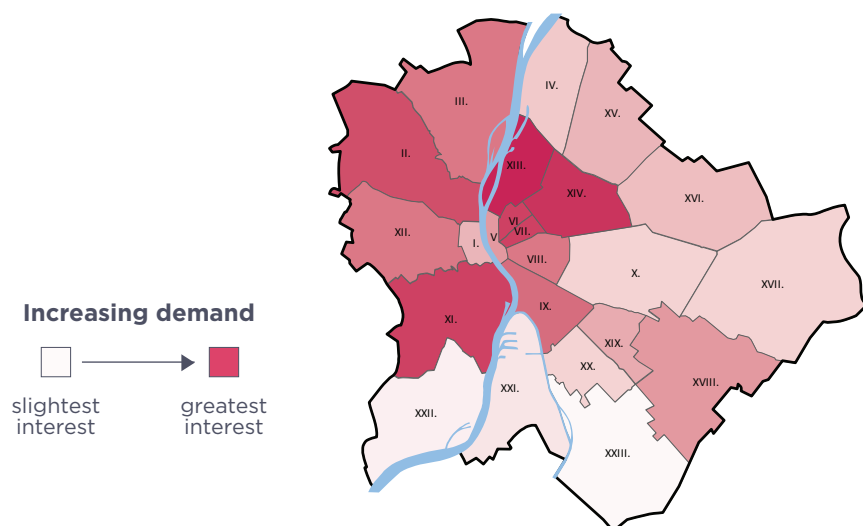 IV.
III.
XV.
II.
XIII.
XIV.
XVI.
VI.
XII.
V.
VII.
I.
VIII.
X.
XVII.
Increasing demand
IX.
XI.
XIX.
XX.
XVIII.
XXI.
slightest
interest
greatest
interest
XXII.
XXIII.